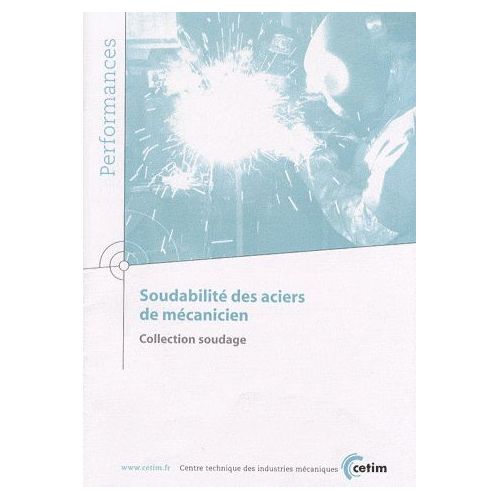 Performances
Soudabilité des aciers
de mécanicien
Collection soudage
www.cetim.fr Centre technique des industries mécaniques cetim